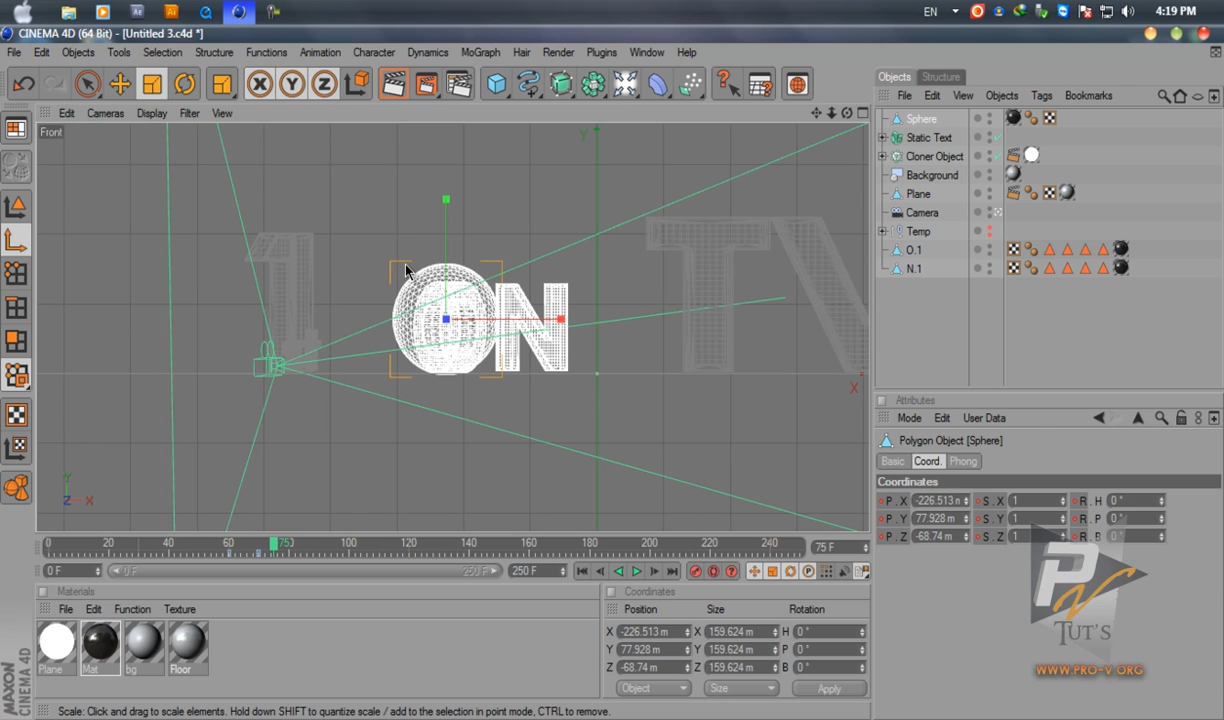 EN
4:19 PM
CINEMA 4D (64 Bit) - [Untitled 3.c4d *]
File Edit Objects Tools Selection Structure Functions Animation Character Dynamics MoGraph Hair Render Plugins Window Help
X Y Z
Edit Cameras Display Filter View
Front
Y
X
1 ON TV
Y
Z X
0 20 40 60 75 100 120 140 160 180 200 220 240
75 F
0 F
0 F
250 F
250 F
File Edit Function Texture
Materials
Plane Mat bg Floor
Coordinates
Position Size Rotation
X -226.513 m X 159.624 m H 0 °
Y 77.928 m Y 159.624 m P 0 °
Z -68.74 m Z 159.624 m B 0 °
Object Size Apply
MAXON CINEMA 4D
Scale: Click and drag to scale elements. Hold down SHIFT to quantize scale / add to the selection in point mode, CTRL to remove.
Objects Structure
File Edit View Objects Tags Bookmarks
Sphere
Static Text
Cloner Object
Background
Plane
Camera
Temp
O.1
N.1
Attributes
Mode Edit User Data
Polygon Object [Sphere]
Basic Coord. Phong
Coordinates
P . X -226.513 m S . X 1 R . H 0 °
P . Y 77.928 m S . Y 1 R . P 0 °
P . Z -68.74 m S . Z 1 R . B 0 °
PV
TUT'S
WWW.PRO-V.ORG